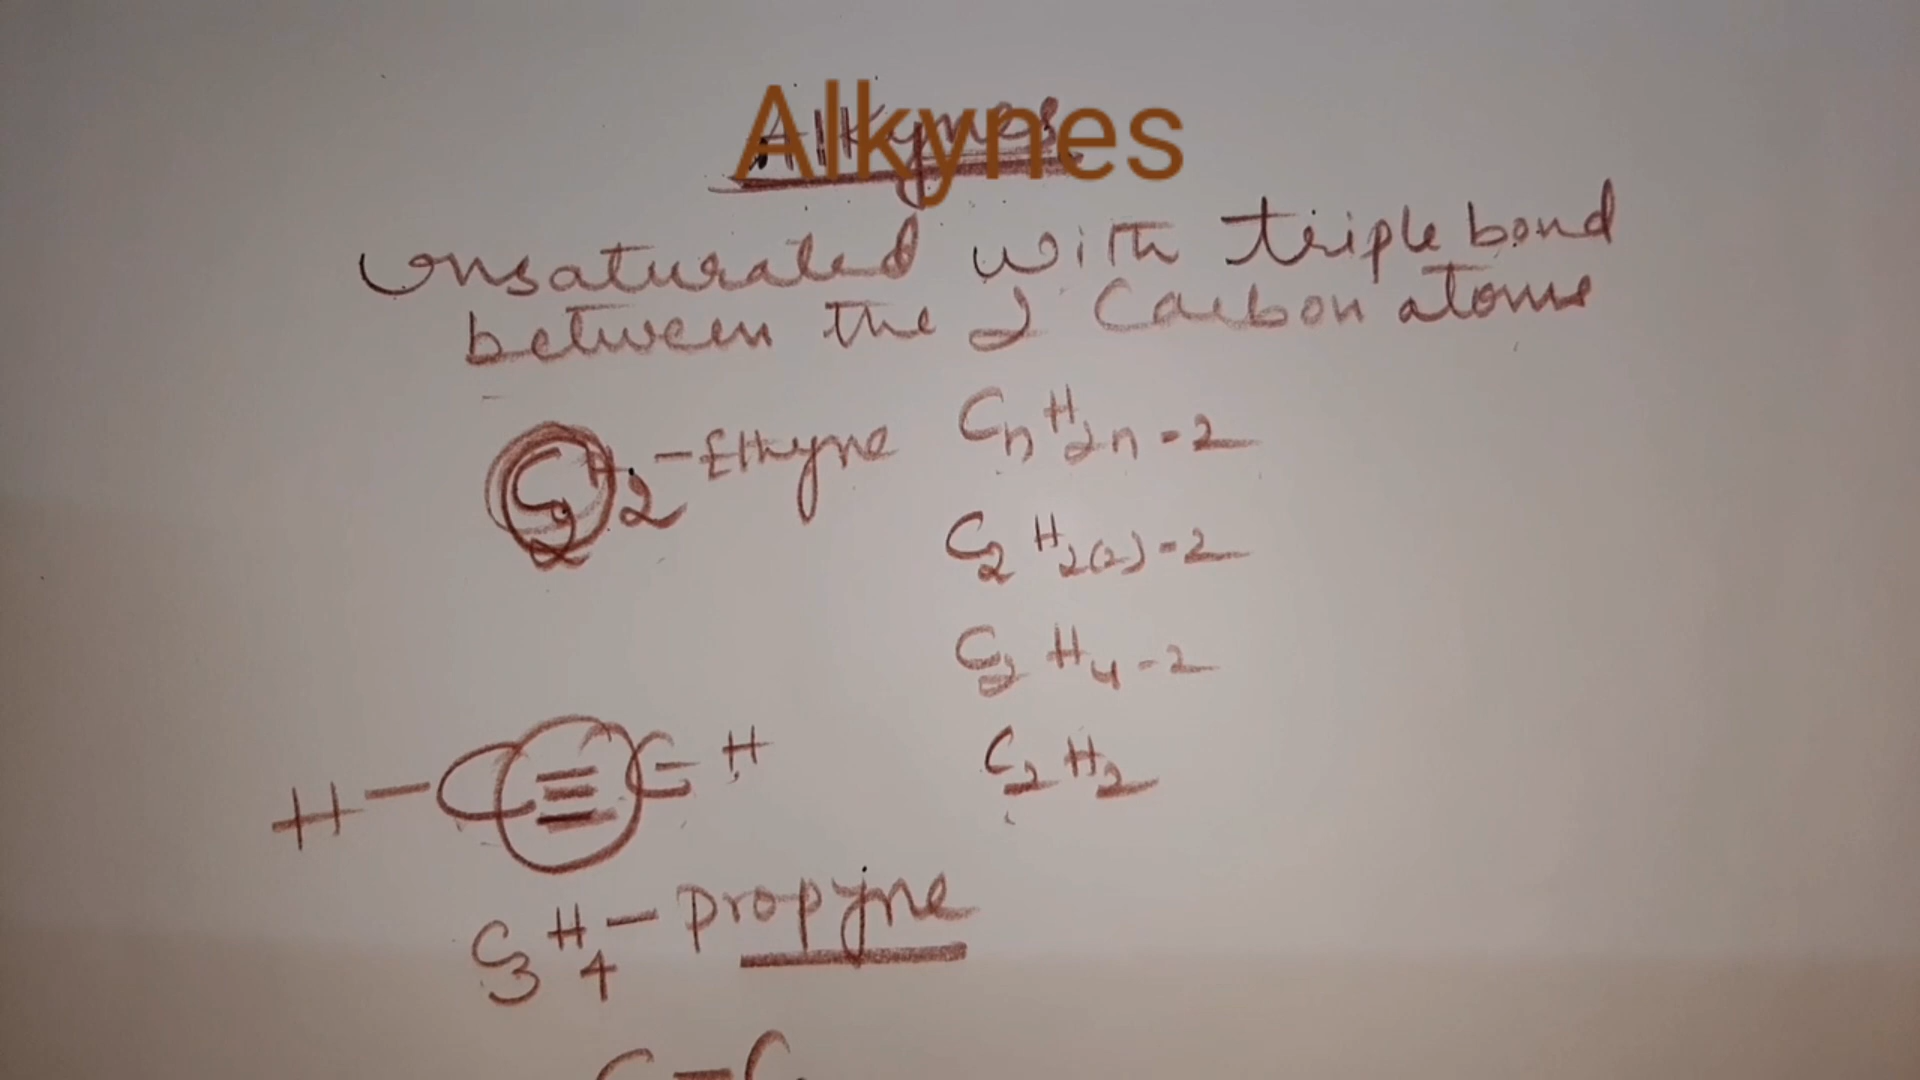 Alkynes
Alkynes
Unsaturated with triple bond
between the 2 Carbon atoms
C2H2 - Ethyne
CnH2n-2
C2H2(2)-2
C2H4-2
C2H2
H-C≡C-H
C3H4 - Propyne
C-C